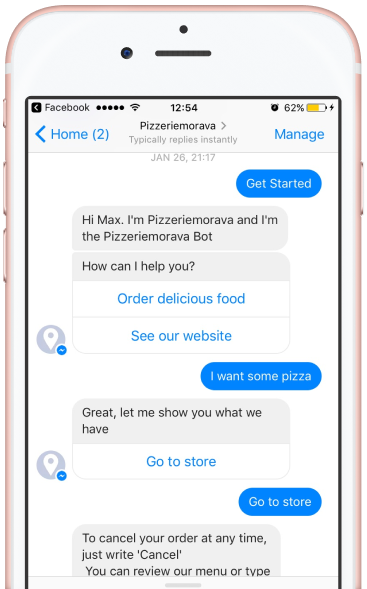 Facebook
12:54
62%
Home (2)
Pizzeriemorava
Typically replies instantly
Manage
JAN 26, 21:17
Get Started
Hi Max. I'm Pizzeriemorava and I'm
the Pizzeriemorava Bot
How can I help you?
Order delicious food
See our website
I want some pizza
Great, let me show you what we
have
Go to store
Go to store
To cancel your order at any time,
just write 'Cancel'
You can review our menu or type